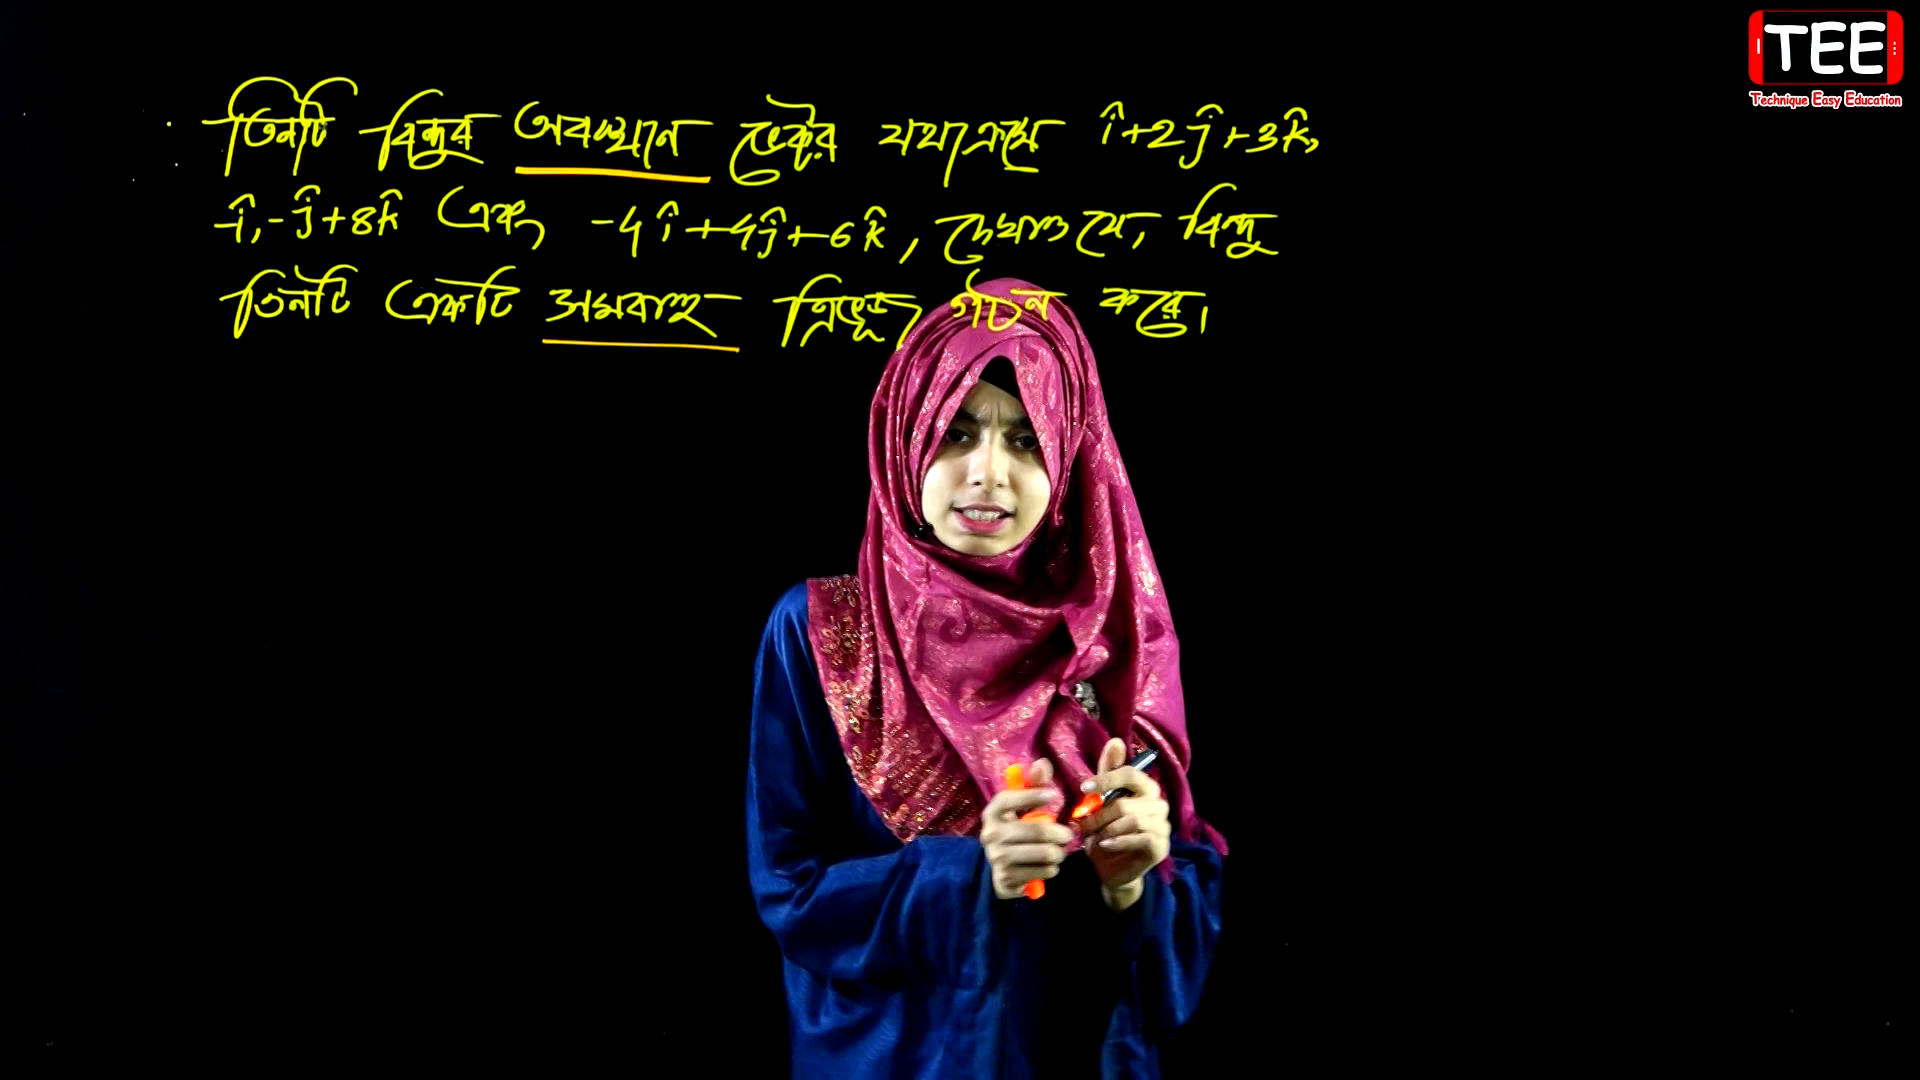 TEE
Technique Easy Education
তিনটি বিন্দুর অবস্থান ভেক্টর যথাক্রমে î+2ĵ+3k̂,
-î,-ĵ+8k̂ এবং -4î+4ĵ+6k̂, দেখাও যে, বিন্দু
তিনটি একটি সমবাহু ত্রিভুজ গঠন করে।